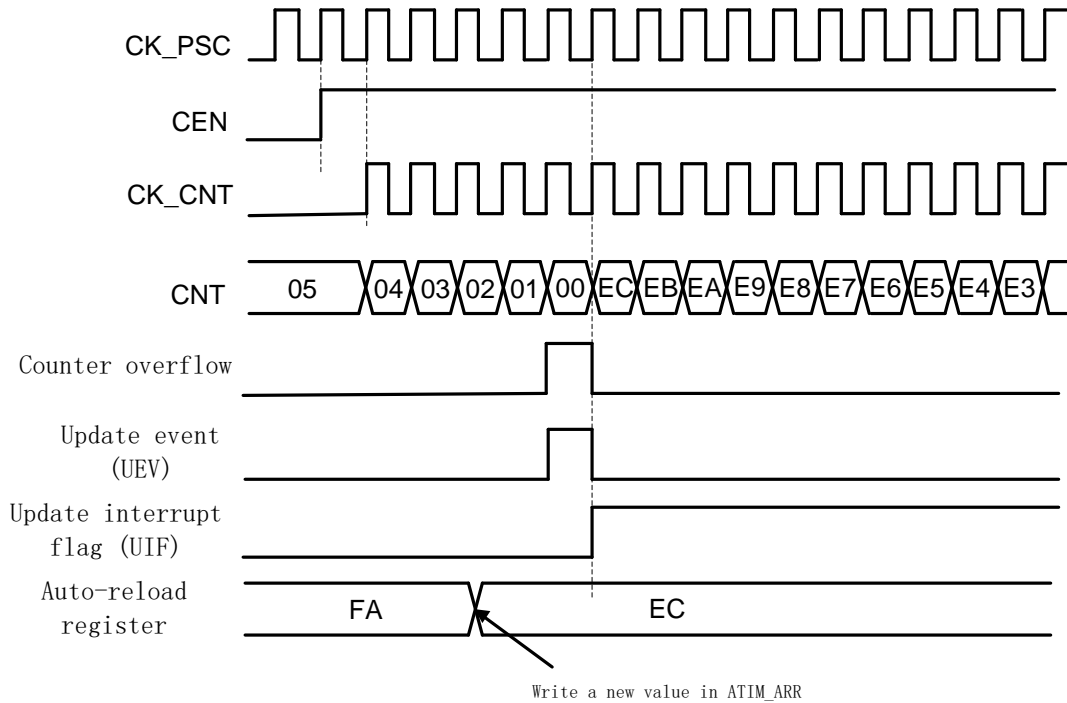 CK_PSC
CEN
CK_CNT
CNT 05 04 03 02 01 00 EC EB EA E9 E8 E7 E6 E5 E4 E3
Counter overflow
Update event
(UEV)
Update interrupt
flag (UIF)
Auto-reload
register
FA EC
Write a new value in ATIM_ARR